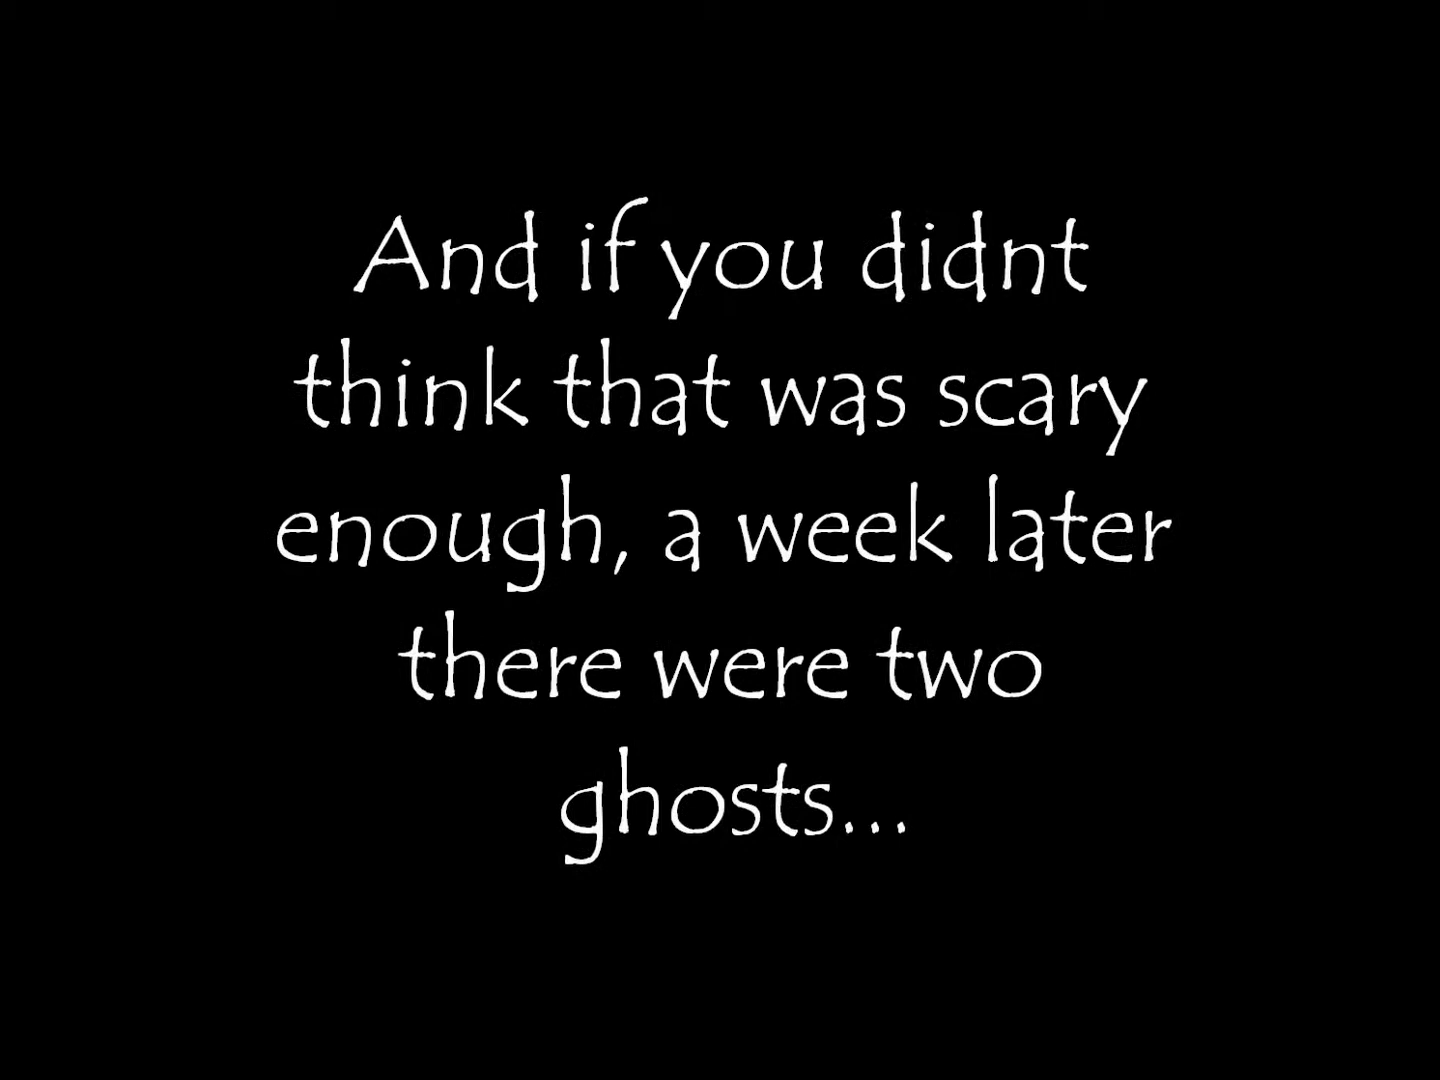 And if you didnt
think that was scary
enough, a week later
there were two
ghosts...